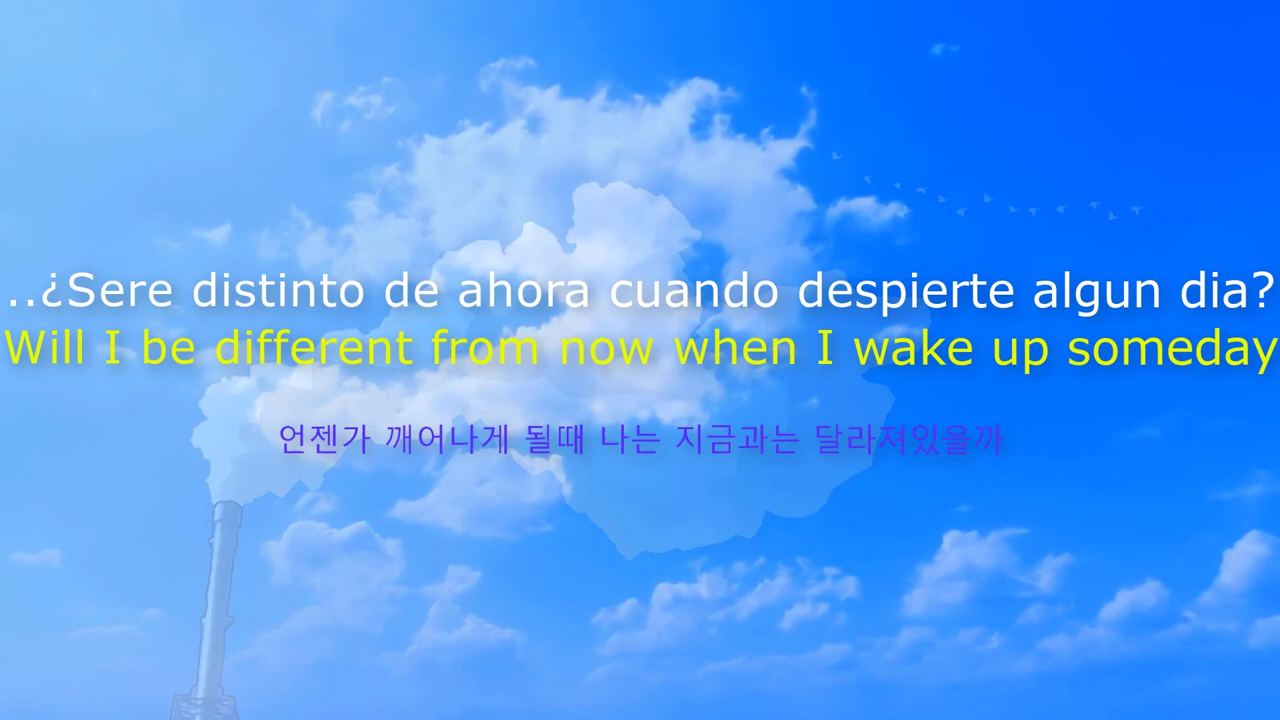 ..¿Sere distinto de ahora cuando despierte algun dia?
Will I be different from now when I wake up someday
언젠가 깨어나게 될때 나는 지금과는 달라져있을까